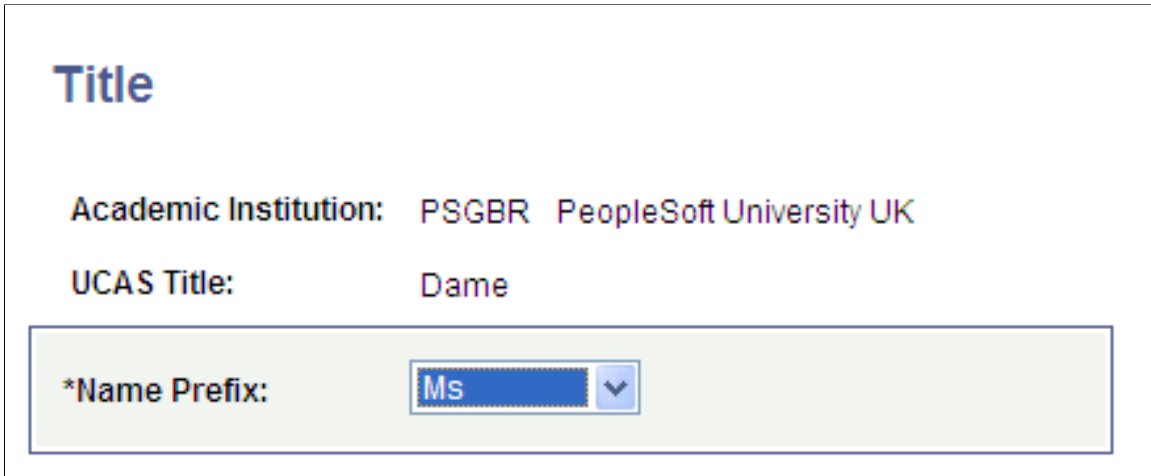 Title
Academic Institution: PSGBR PeopleSoft University UK
UCAS Title: Dame
*Name Prefix: Ms